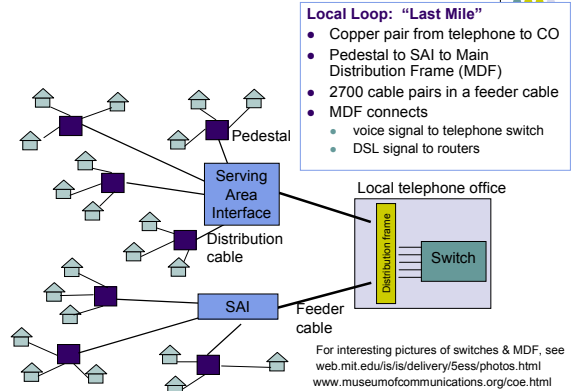 Local Loop: “Last Mile”
● Copper pair from telephone to CO
● Pedestal to SAI to Main
Distribution Frame (MDF)
● 2700 cable pairs in a feeder cable
● MDF connects
● voice signal to telephone switch
● DSL signal to routers
Pedestal
Serving
Area
Interface
Local telephone office
Distribution frame
Switch
Distribution
cable
SAI
Feeder
cable
For interesting pictures of switches & MDF, see
web.mit.edu/is/is/delivery/5ess/photos.html
www.museumofcommunications.org/coe.html